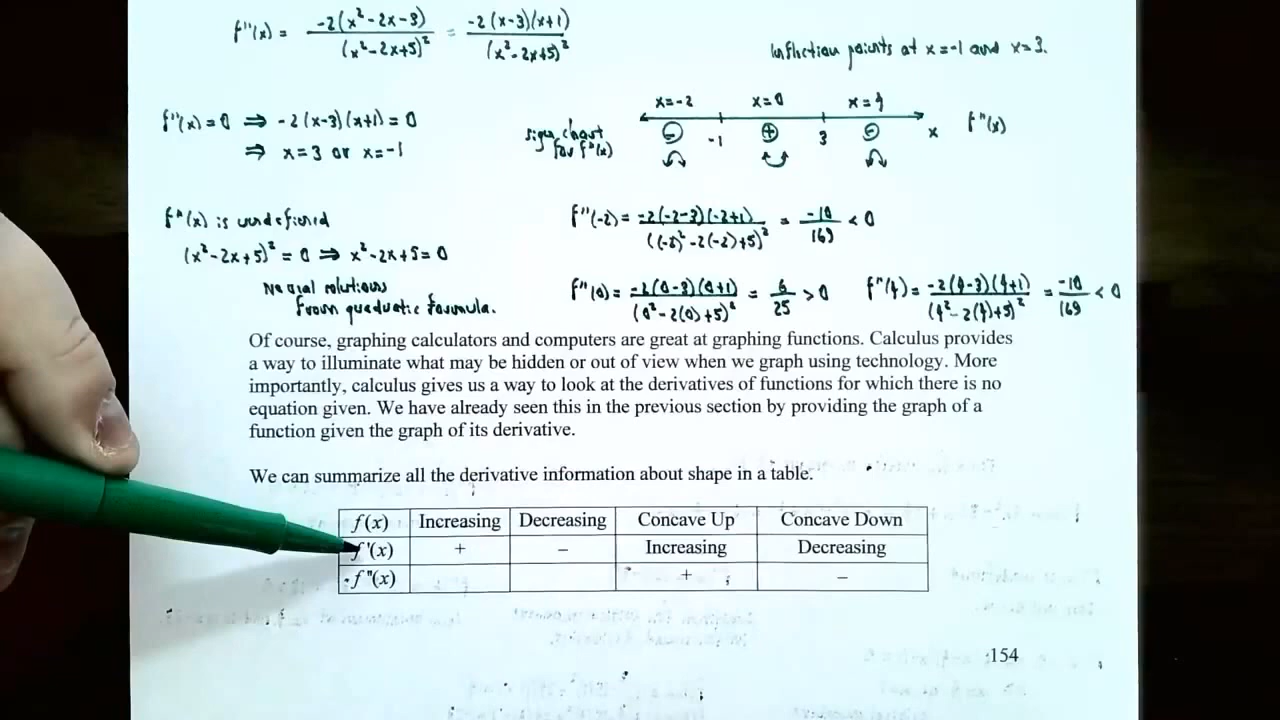 f''(x) = -2(x²-2x-3)/(x²-2x+5)² = -2(x-3)(x+1)/(x²-2x+5)²
Inflection points at x=-1 and x=3.
f''(x)=0 ⇒ -2(x-3)(x+1)=0
⇒ x=3 or x=-1
sign chart
for f''(x)
x=-2 x=0 x=4
- -1 + 3 - x f''(x)
f''(x) is undefined
(x²-2x+5)²=0 ⇒ x²-2x+5=0
No real solutions
from quadratic formula.
f''(-2) = -2(-2-3)(-2+1)/((-2)²-2(-2)+5)² = -10/169 < 0
f''(0) = -2(0-3)(0+1)/(0²-2(0)+5)² = 6/25 > 0
f''(4) = -2(4-3)(4+1)/(4²-2(4)+5)² = -10/169 < 0
Of course, graphing calculators and computers are great at graphing functions. Calculus provides
a way to illuminate what may be hidden or out of view when we graph using technology. More
importantly, calculus gives us a way to look at the derivatives of functions for which there is no
equation given. We have already seen this in the previous section by providing the graph of a
function given the graph of its derivative.
We can summarize all the derivative information about shape in a table.
f(x) Increasing Decreasing Concave Up Concave Down
f'(x) + – Increasing Decreasing
f"(x) + –
154